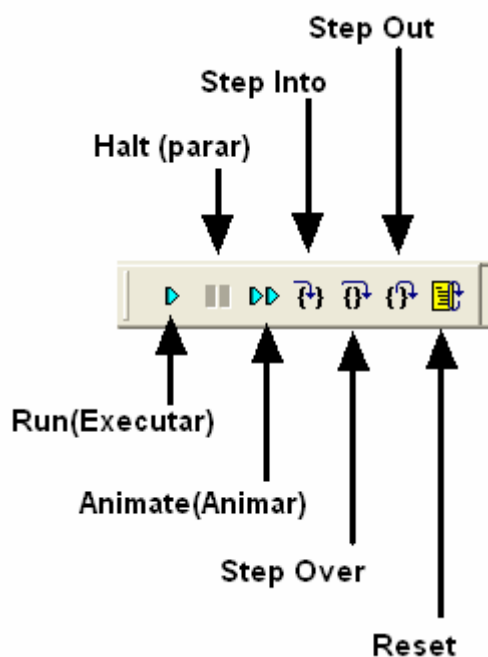 Step Out
Step Into
Halt (parar)
Run(Executar)
Animate(Animar)
Step Over
Reset